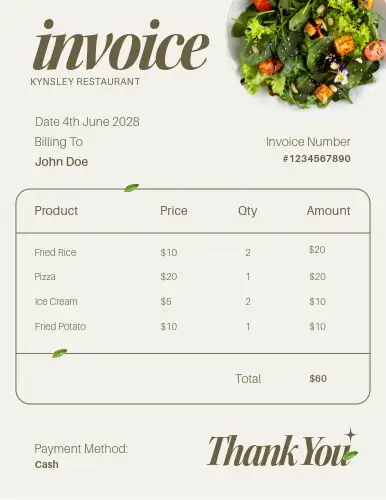 invoice
KYNSLEY RESTAURANT
Date 4th June 2028
Billing To
John Doe
Invoice Number
#1234567890
Product Price Qty Amount
Fried Rice $10 2 $20
Pizza $20 1 $20
Ice Cream $5 2 $10
Fried Potato $10 1 $10
Total $60
Payment Method:
Cash
Thank You